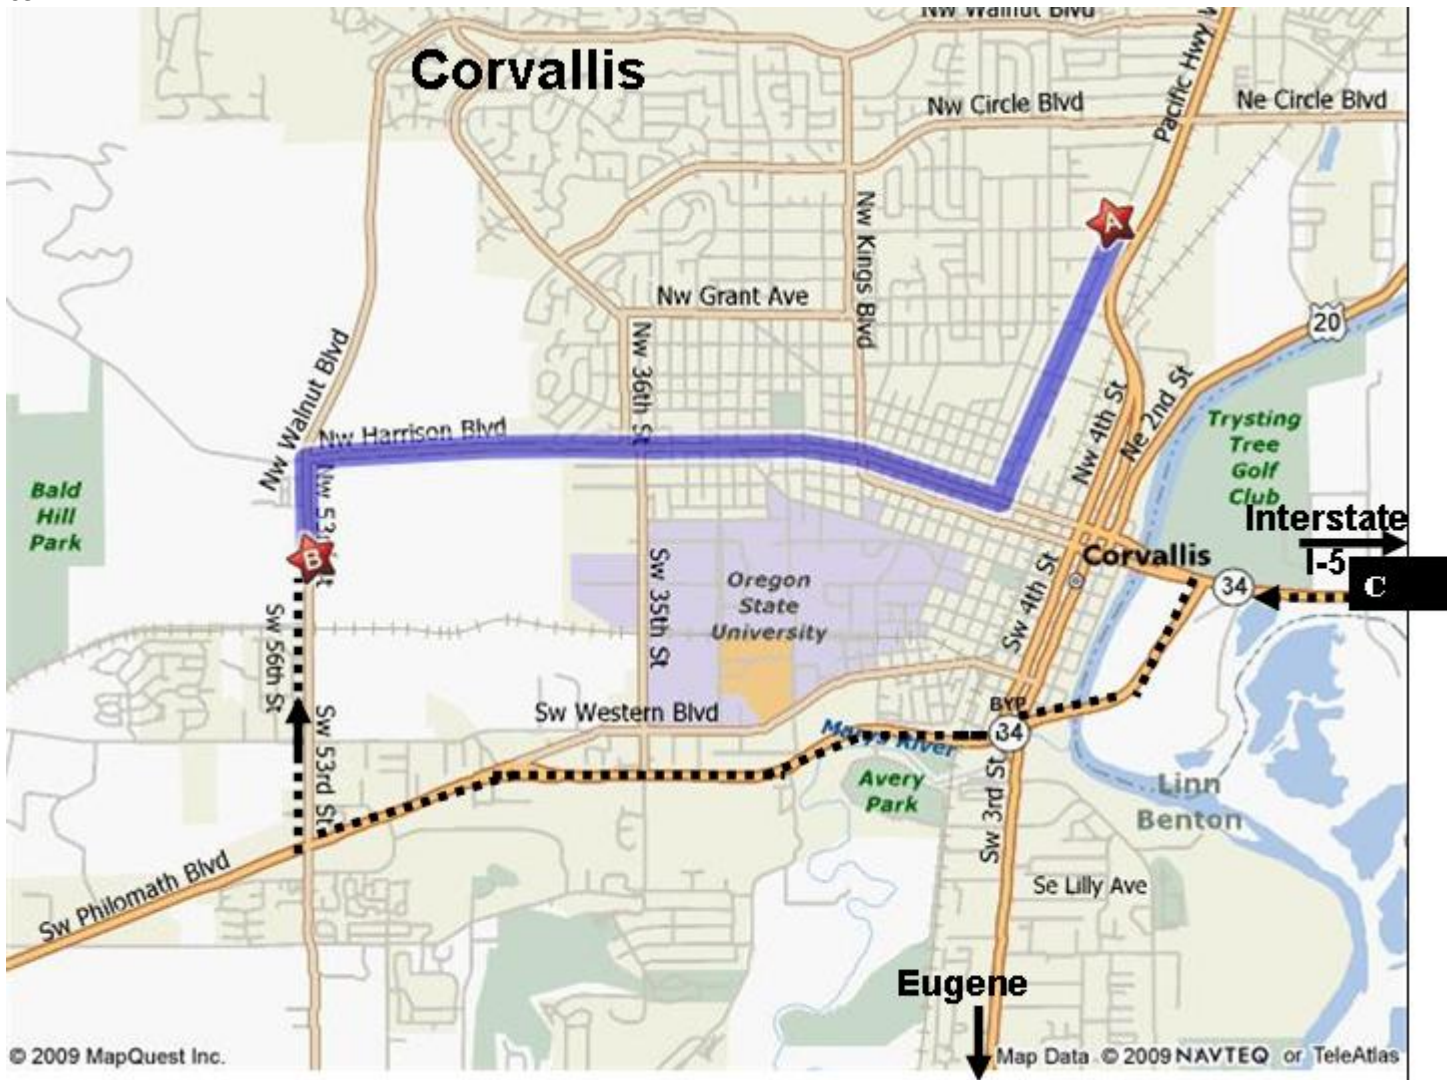 Nw Walnut Blvd
Corvallis
Pacific Hwy
Nw Circle Blvd
Ne Circle Blvd
A
Nw Kings Blvd
Nw Grant Ave
20
Nw 36th St
Nw Walnut Blvd
Nw Harrison Blvd
Nw 4th St
Ne 2nd St
Trysting
Tree
Golf
Club
Bald
Hill
Park
Nw 53rd St
Interstate
I-5
B
Corvallis
C
34
Oregon
State
University
Sw 35th St
Sw 4th St
Sw 56th St
Sw Western Blvd
BYP
34
Marys River
Sw 53rd St
Avery
Park
Sw 3rd St
Linn
Benton
Sw Philomath Blvd
Se Lilly Ave
Eugene
© 2009 MapQuest Inc.
Map Data © 2009 NAVTEQ or TeleAtlas